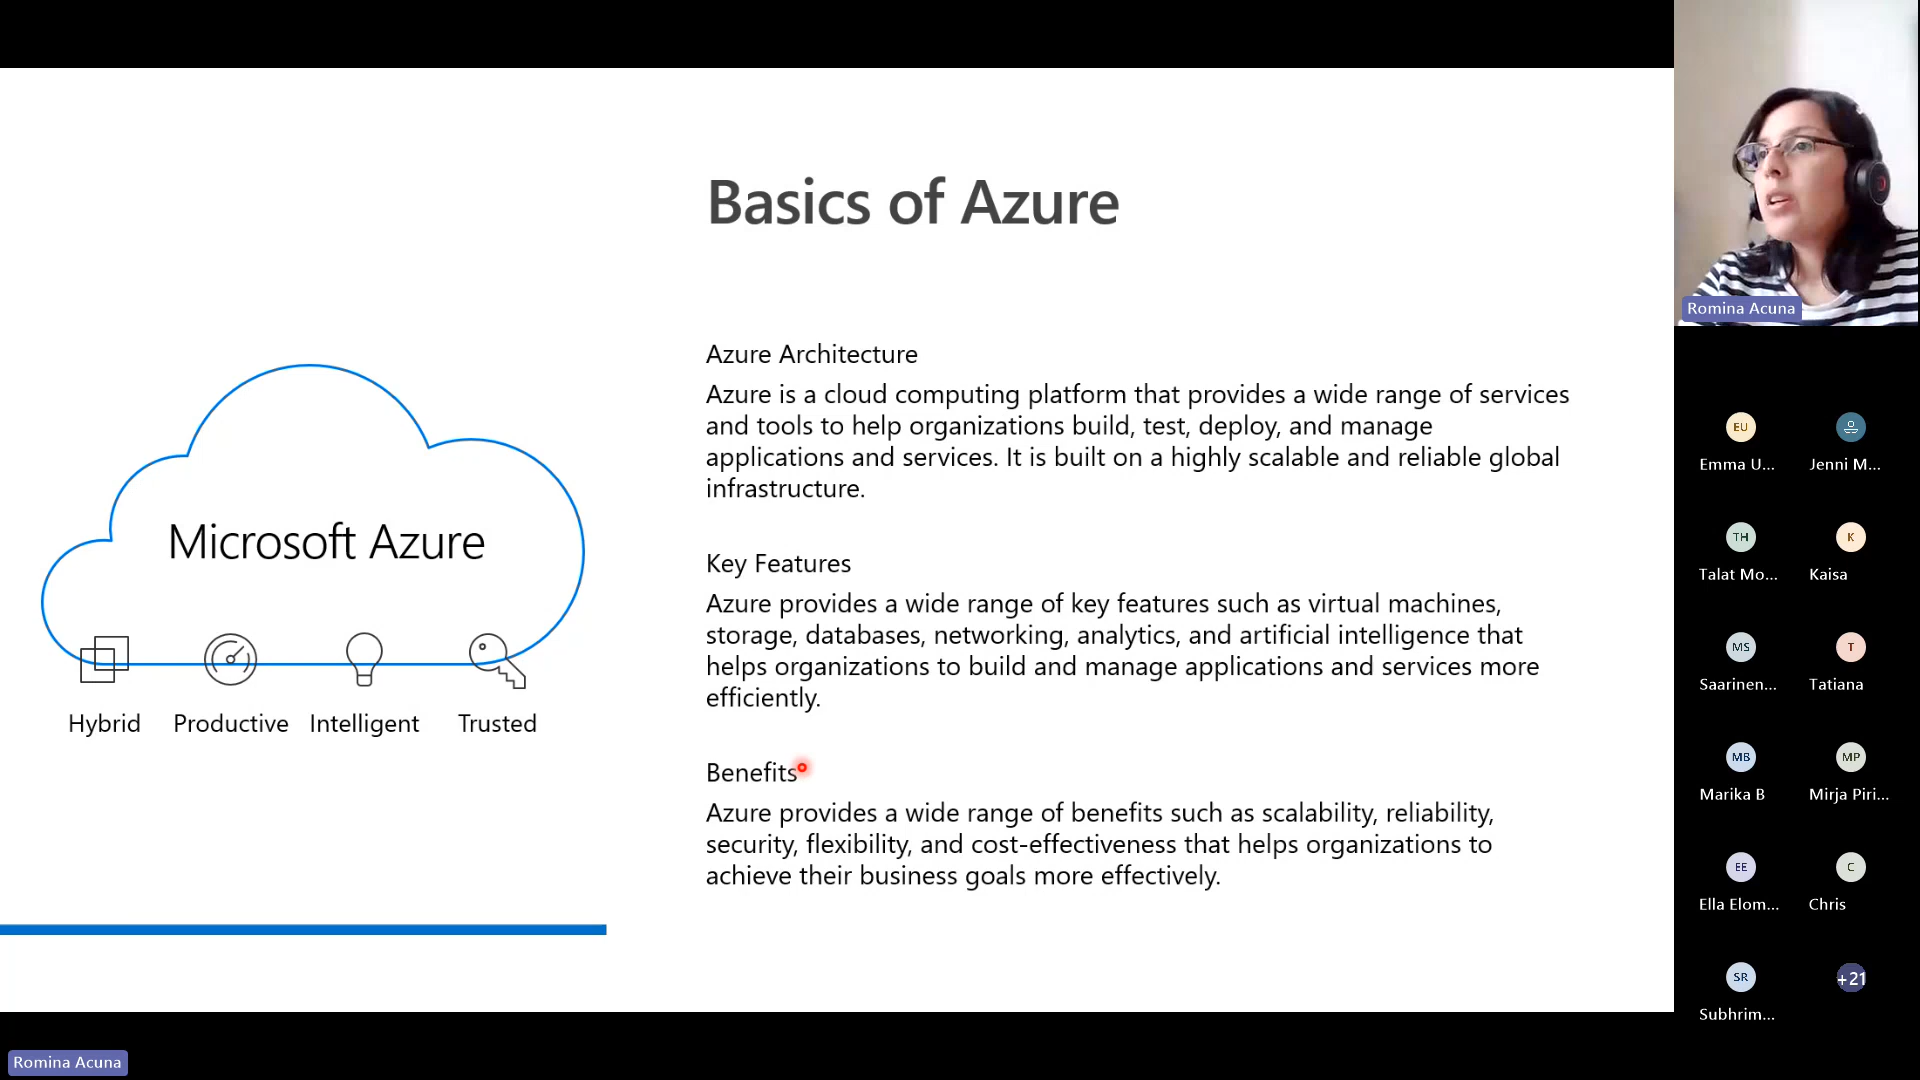 Basics of Azure
Azure Architecture
Azure is a cloud computing platform that provides a wide range of services
and tools to help organizations build, test, deploy, and manage
applications and services. It is built on a highly scalable and reliable global
infrastructure.
Key Features
Azure provides a wide range of key features such as virtual machines,
storage, databases, networking, analytics, and artificial intelligence that
helps organizations to build and manage applications and services more
efficiently.
Benefits
Azure provides a wide range of benefits such as scalability, reliability,
security, flexibility, and cost-effectiveness that helps organizations to
achieve their business goals more effectively.
Microsoft Azure
Hybrid Productive Intelligent Trusted
Romina Acuna
EU
Emma U... Jenni M...
TH K
Talat Mo... Kaisa
MS T
Saarinen... Tatiana
MB MP
Marika B Mirja Piri...
EE C
Ella Elom... Chris
SR +21
Subhrim...
Romina Acuna